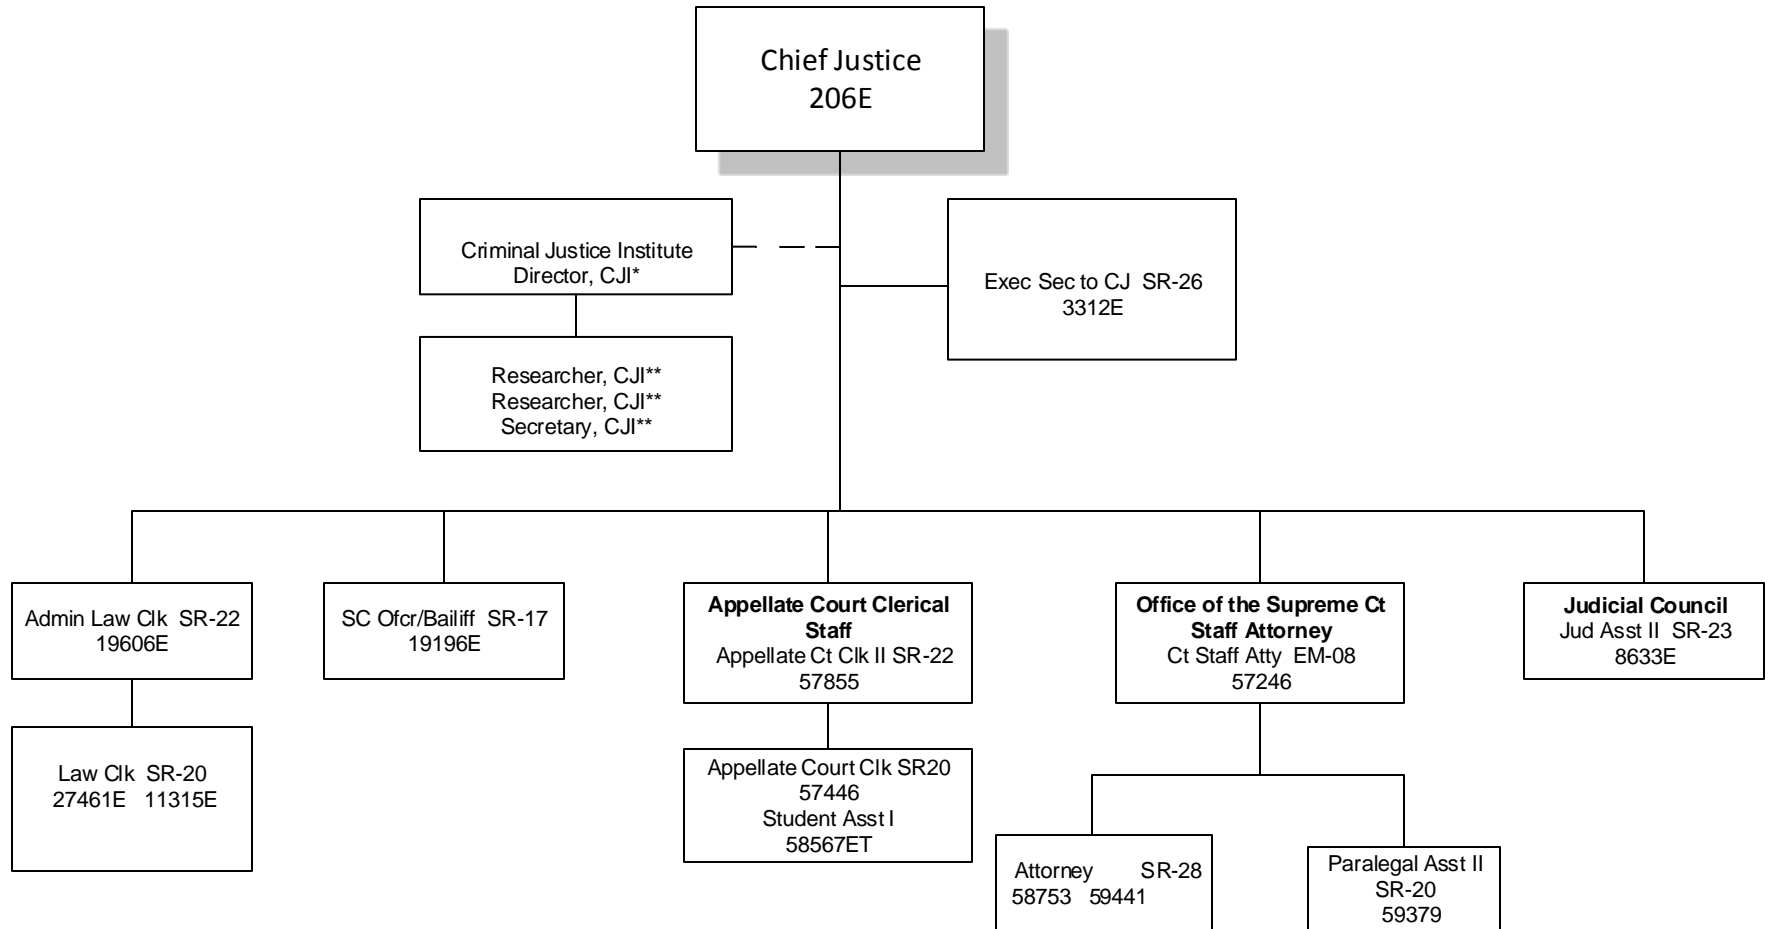 Chief Justice
206E
Criminal Justice Institute
Director, CJI*
Exec Sec to CJ SR-26
3312E
Researcher, CJI**
Researcher, CJI**
Secretary, CJI**
Admin Law Clk SR-22
19606E
SC Ofcr/Bailiff SR-17
19196E
Appellate Court Clerical
Staff
Appellate Ct Clk II SR-22
57855
Office of the Supreme Ct
Staff Attorney
Ct Staff Atty EM-08
57246
Judicial Council
Jud Asst II SR-23
8633E
Law Clk SR-20
27461E 11315E
Appellate Court Clk SR20
57446
Student Asst I
58567ET
Attorney SR-28
58753 59441
Paralegal Asst II
SR-20
59379